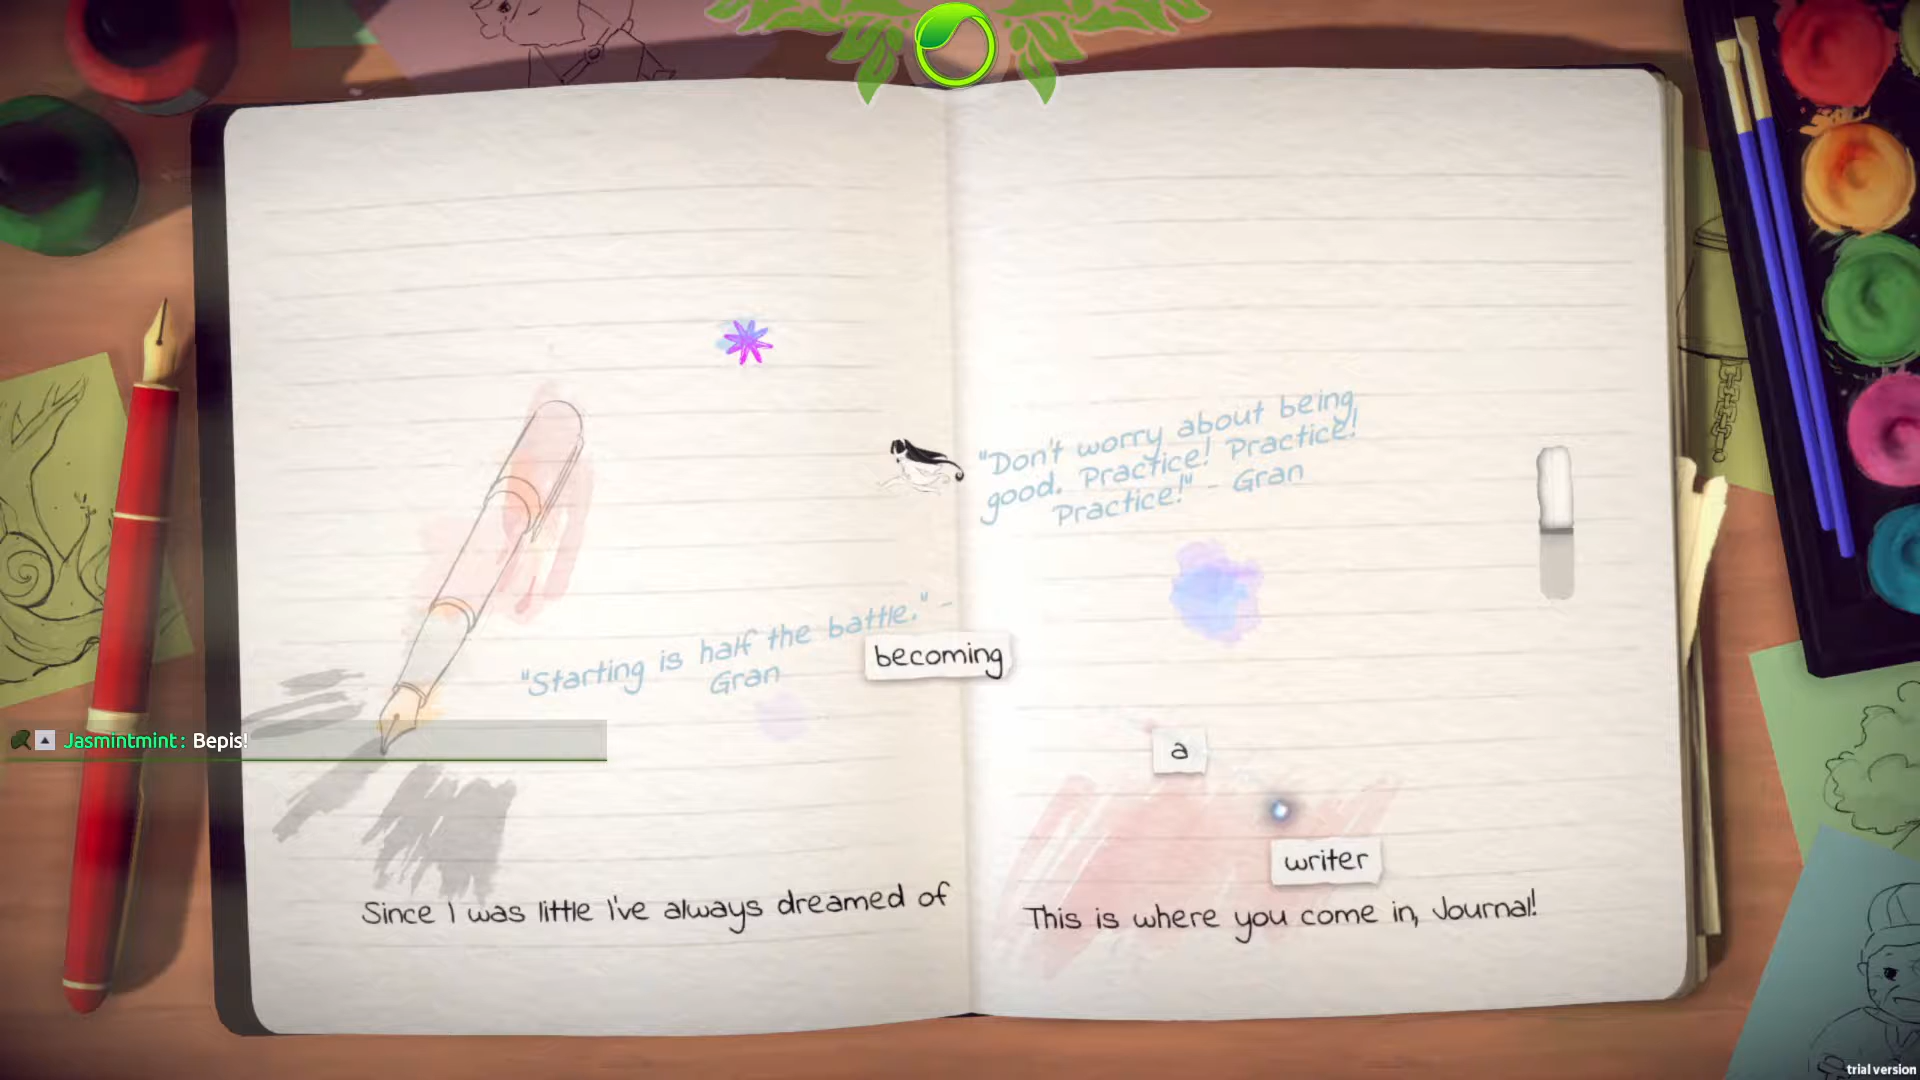 "Don't worry about being
good. Practice! Practice!
Practice!" - Gran
"Starting is half the battle." -
Gran
becoming
a
Jasmintmint: Bepis!
writer
Since I was little I've always dreamed of
This is where you come in, Journal!
trial version